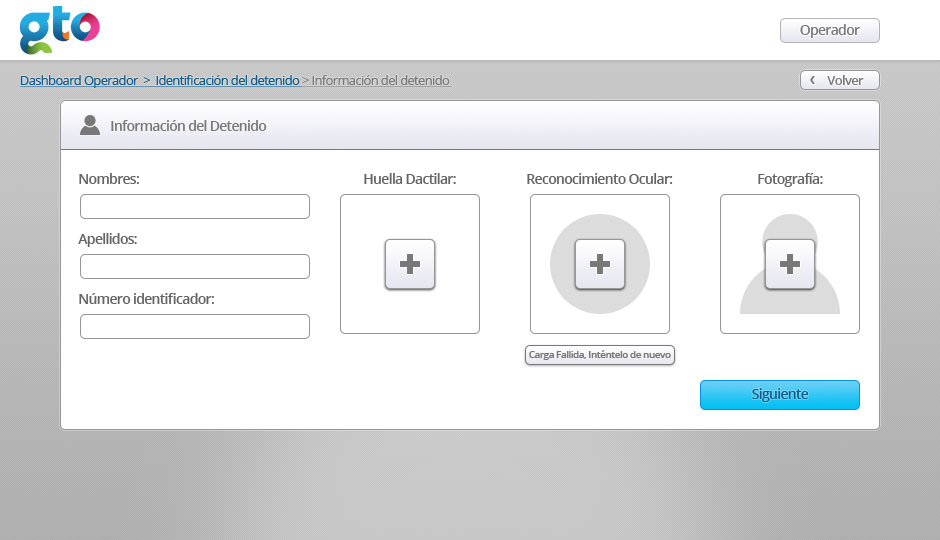 gto
Operador
Dashboard Operador > Identificación del detenido > Información del detenido
Volver
Información del Detenido
Nombres:
Huella Dactilar:
Reconocimiento Ocular:
Fotografía:
Apellidos:
Número identificador:
Carga Fallida, Inténtelo de nuevo
Siguiente